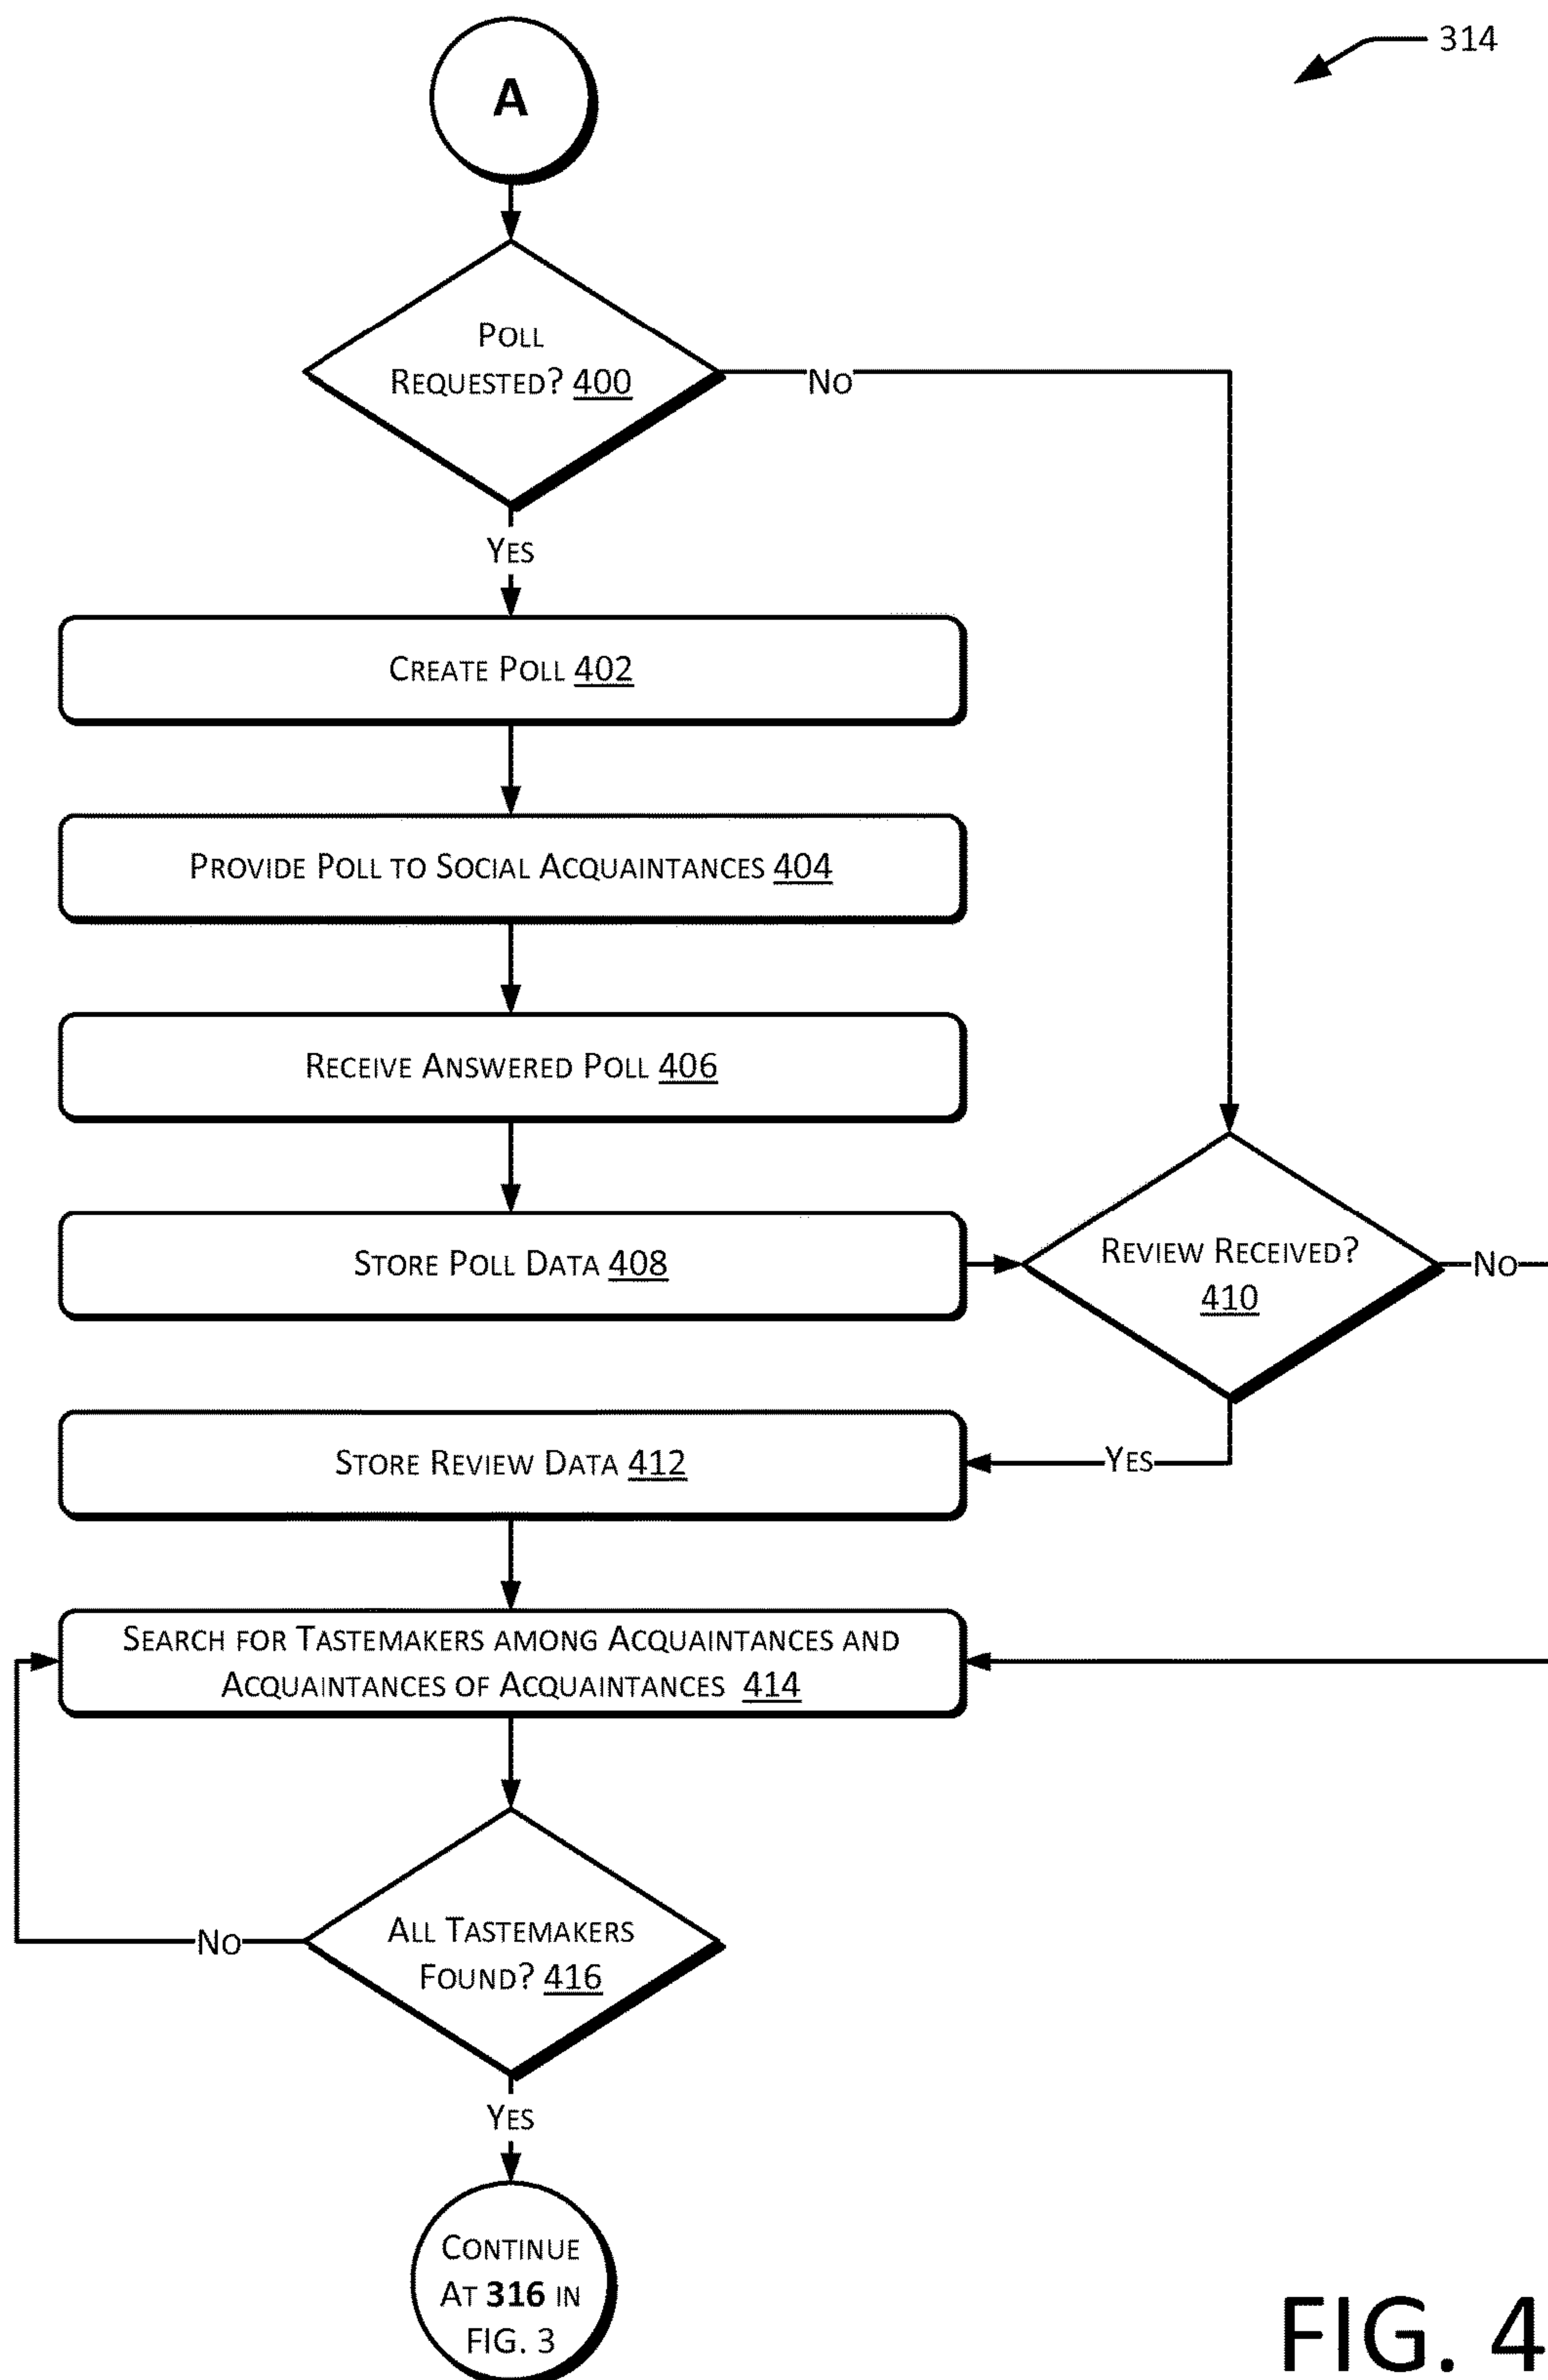 314
A
POLL
REQUESTED? 400
NO
YES
CREATE POLL 402
PROVIDE POLL TO SOCIAL ACQUAINTANCES 404
RECEIVE ANSWERED POLL 406
STORE POLL DATA 408
REVIEW RECEIVED?
410
NO
STORE REVIEW DATA 412
YES
SEARCH FOR TASTEMAKERS AMONG ACQUAINTANCES AND
ACQUAINTANCES OF ACQUAINTANCES 414
ALL TASTEMAKERS
FOUND? 416
NO
YES
CONTINUE
AT 316 IN
FIG. 3
FIG. 4